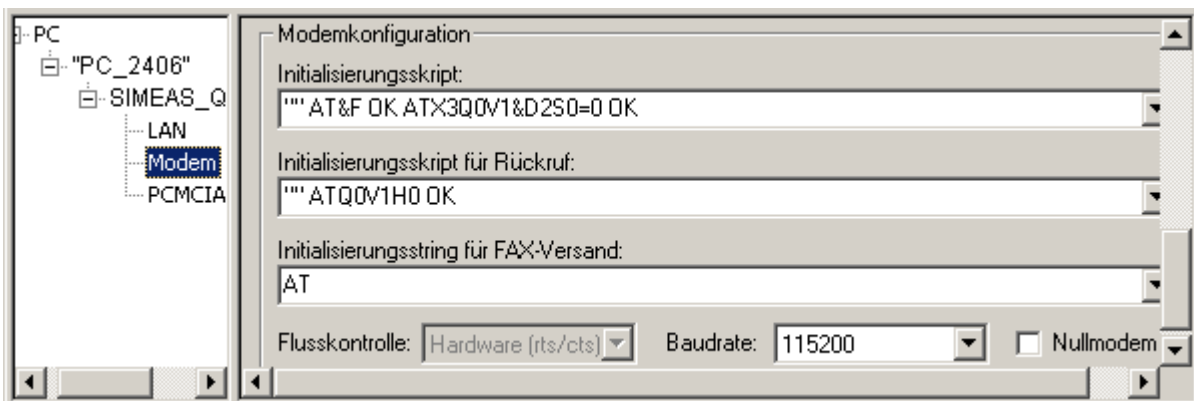 PC
"PC_2406"
SIMEAS_Q
LAN
Modem
PCMCIA
Modemkonfiguration
Initialisierungsskript:
"" AT&F OK ATX3Q0V1&D2S0=0 OK
Initialisierungsskript für Rückruf:
"" ATQ0V1H0 OK
Initialisierungsstring für FAX-Versand:
AT
Flusskontrolle: Hardware (rts/cts) Baudrate: 115200 Nullmodem